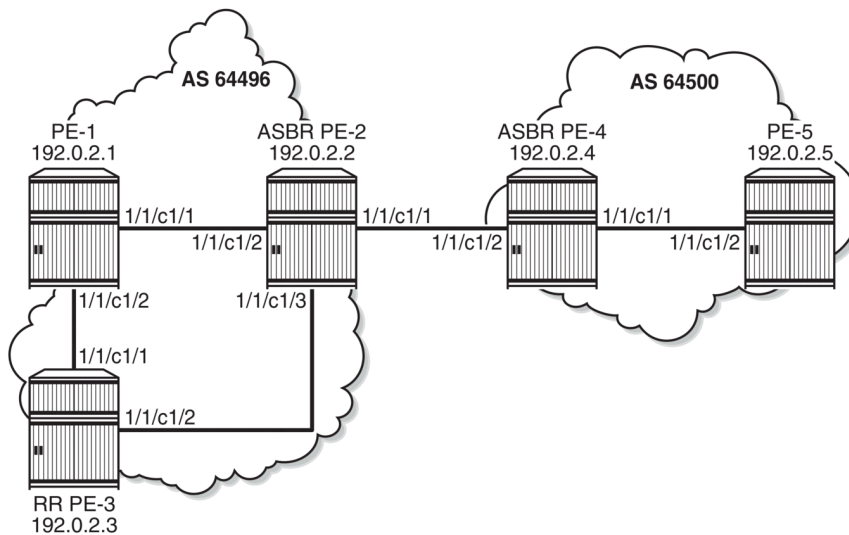 AS 64496
AS 64500
PE-1
192.0.2.1
ASBR PE-2
192.0.2.2
ASBR PE-4
192.0.2.4
PE-5
192.0.2.5
1/1/c1/1
1/1/c1/2
1/1/c1/1
1/1/c1/2
1/1/c1/1
1/1/c1/2
1/1/c1/2
1/1/c1/3
1/1/c1/1
1/1/c1/2
RR PE-3
192.0.2.3